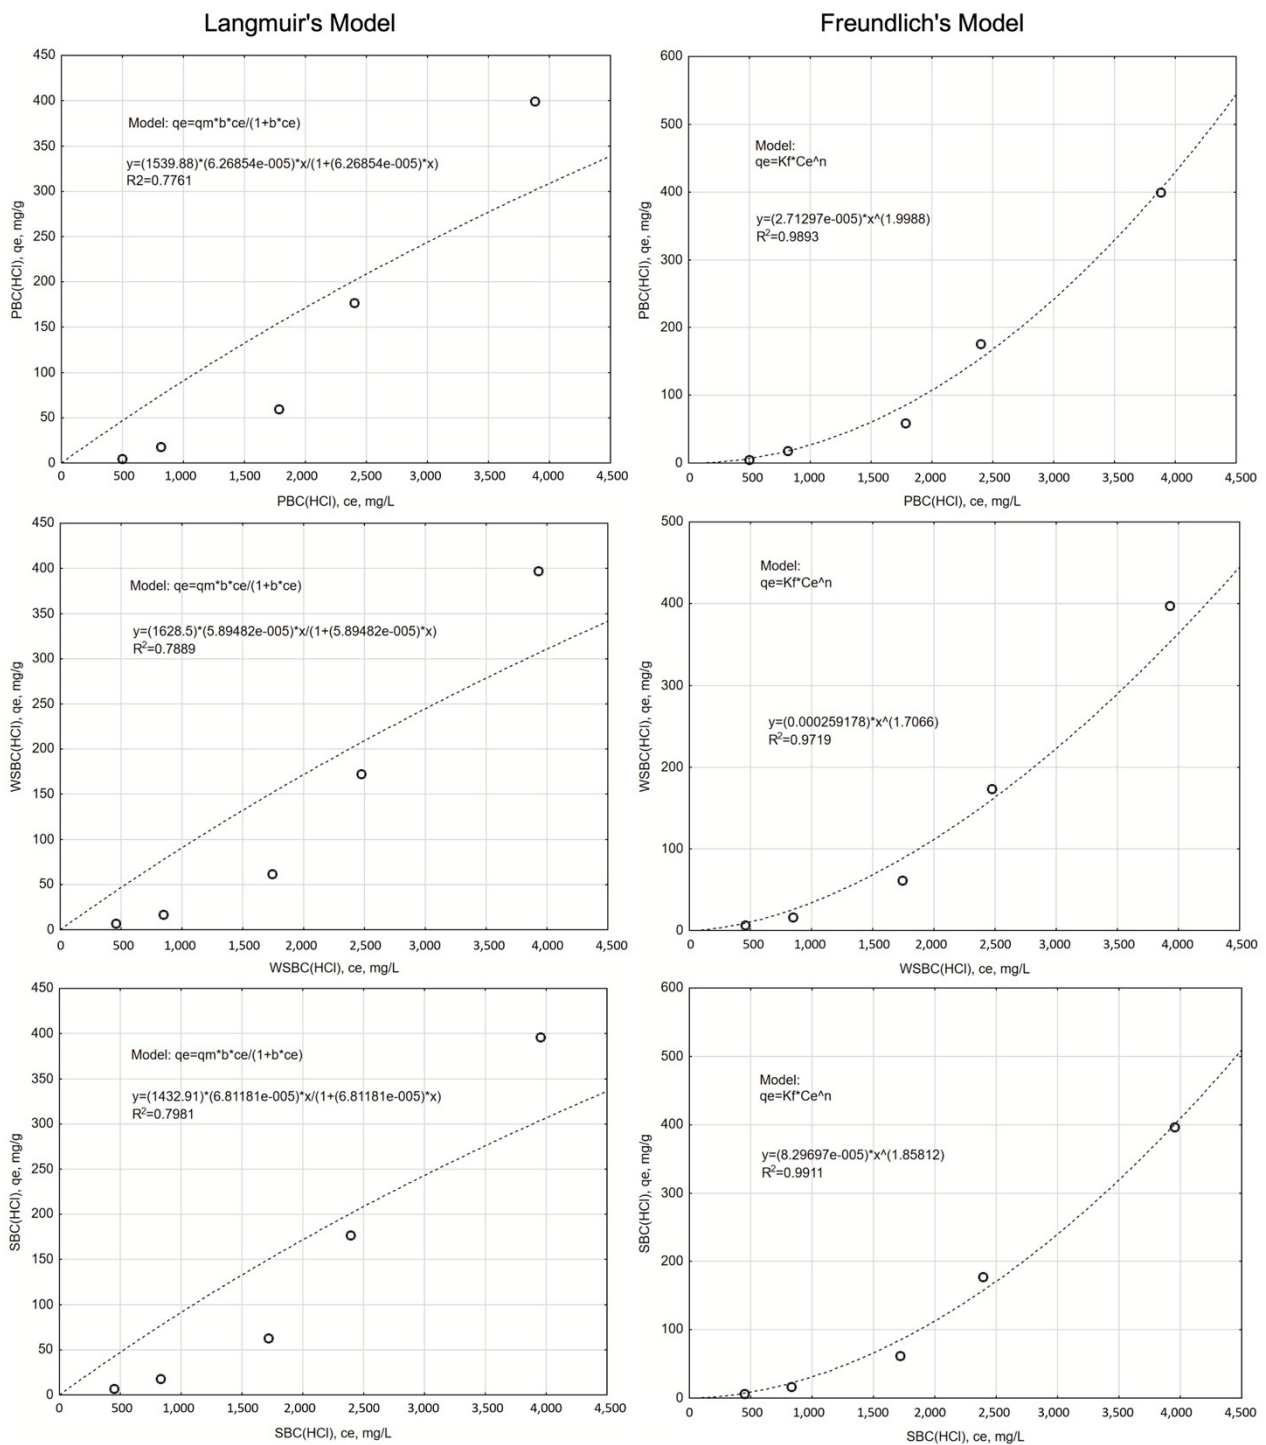 Langmuir's Model
Freundlich's Model
450
400
350
300
250
200
150
100
50
0
PBC(HCl), qe, mg/g
Model: qe=qm*b*ce/(1+b*ce)
y=(1539.88)*(6.26854e-005)*x/(1+(6.26854e-005)*x)
R2=0.7761
0 500 1,000 1,500 2,000 2,500 3,000 3,500 4,000 4,500
PBC(HCl), ce, mg/L
600
500
400
300
200
100
0
PBC(HCl), qe, mg/g
Model:
qe=Kf*Ce^n
y=(2.71297e-005)*x^(1.9988)
R²=0.9893
0 500 1,000 1,500 2,000 2,500 3,000 3,500 4,000 4,500
PBC(HCl), ce, mg/L
450
400
350
300
250
200
150
100
50
0
WSBC(HCl), qe, mg/g
Model: qe=qm*b*ce/(1+b*ce)
y=(1628.5)*(5.89482e-005)*x/(1+(5.89482e-005)*x)
R²=0.7889
0 500 1,000 1,500 2,000 2,500 3,000 3,500 4,000 4,500
WSBC(HCl), ce, mg/L
500
400
300
200
100
0
WSBC(HCl), qe, mg/g
Model:
qe=Kf*Ce^n
y=(0.000259178)*x^(1.7066)
R²=0.9719
0 500 1,000 1,500 2,000 2,500 3,000 3,500 4,000 4,500
WSBC(HCl), ce, mg/L
450
400
350
300
250
200
150
100
50
0
SBC(HCl), qe, mg/g
Model: qe=qm*b*ce/(1+b*ce)
y=(1432.91)*(6.81181e-005)*x/(1+(6.81181e-005)*x)
R²=0.7981
0 500 1,000 1,500 2,000 2,500 3,000 3,500 4,000 4,500
SBC(HCl), ce, mg/L
600
500
400
300
200
100
0
SBC(HCl), qe, mg/g
Model:
qe=Kf*Ce^n
y=(8.29697e-005)*x^(1.85812)
R²=0.9911
0 500 1,000 1,500 2,000 2,500 3,000 3,500 4,000 4,500
SBC(HCl), ce, mg/L